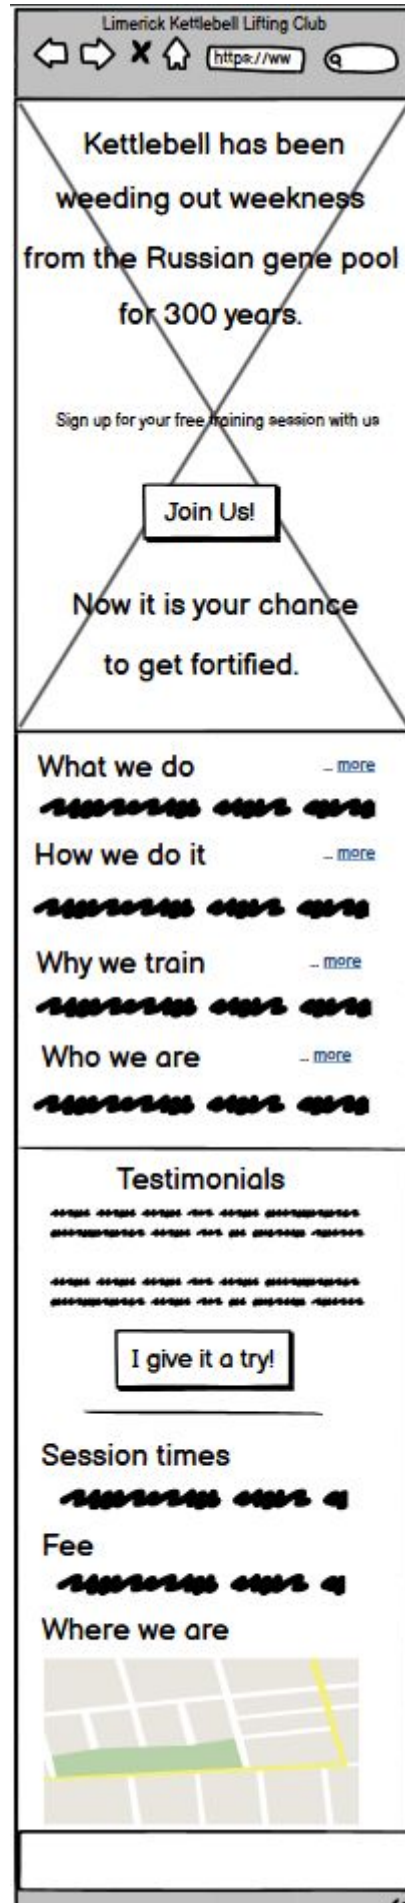 Limerick Kettlebell Lifting Club
https://ww
Kettlebell has been
weeding out weekness
from the Russian gene pool
for 300 years.
Sign up for your free training session with us
Join Us!
Now it is your chance
to get fortified.
What we do ... more
How we do it ... more
Why we train ... more
Who we are ... more
Testimonials
I give it a try!
Session times
Fee
Where we are